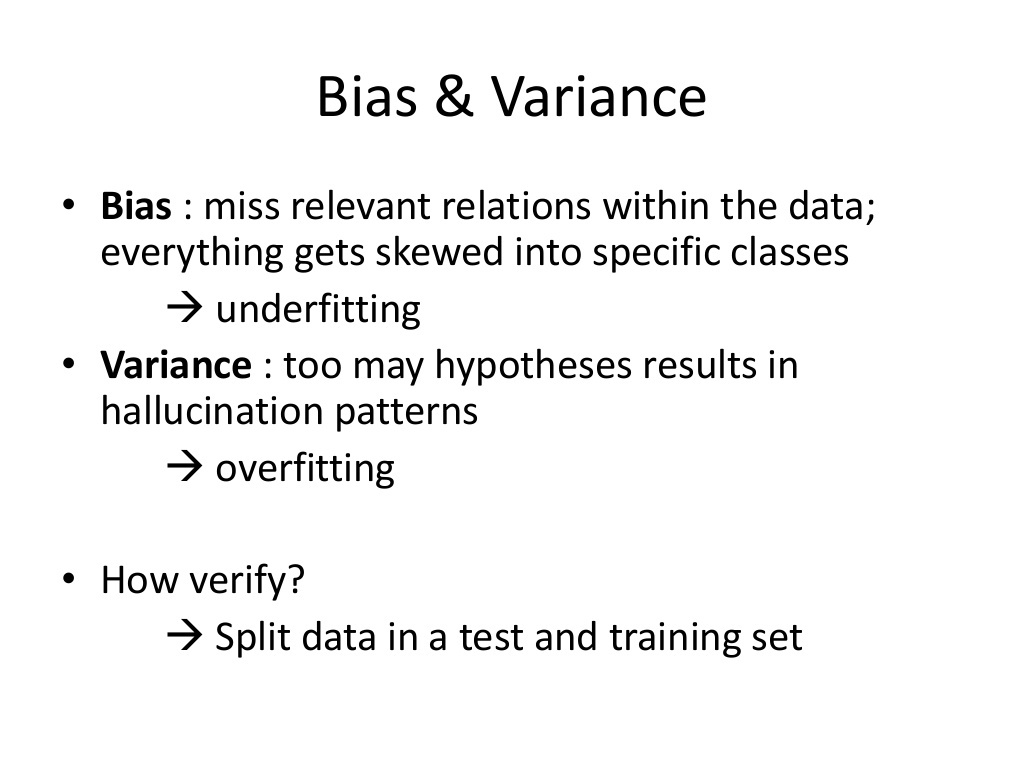 Bias & Variance
• Bias : miss relevant relations within the data;
everything gets skewed into specific classes
→ underfitting
• Variance : too may hypotheses results in
hallucination patterns
→ overfitting
• How verify?
→ Split data in a test and training set